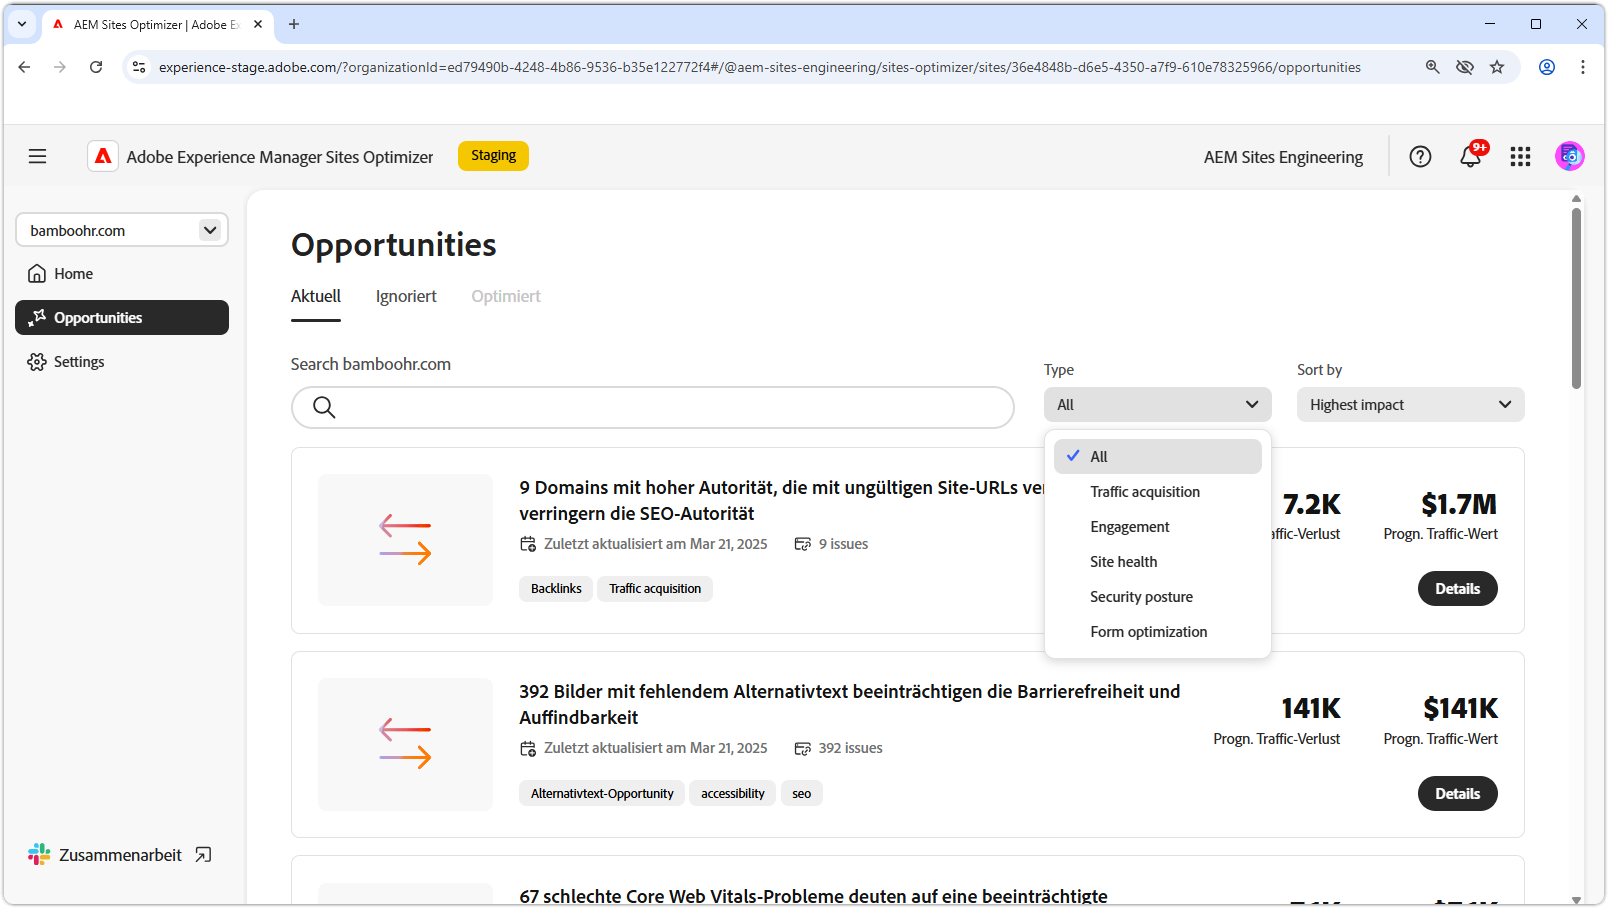 AEM Sites Optimizer | Adobe Ex
experience-stage.adobe.com/?organizationId=ed79490b-4248-4b86-9536-b35e122772f4#/@aem-sites-engineering/sites-optimizer/sites/36e4848b-d6e5-4350-a7f9-610e78325966/opportunities
Adobe Experience Manager Sites Optimizer
Staging
AEM Sites Engineering
9+
bamboohr.com
Home
Opportunities
Settings
Zusammenarbeit
Opportunities
Aktuell
Ignoriert
Optimiert
Search bamboohr.com
Type
All
Sort by
Highest impact
All
Traffic acquisition
Engagement
Site health
Security posture
Form optimization
9 Domains mit hoher Autorität, die mit ungültigen Site-URLs ver
verringern die SEO-Autorität
Zuletzt aktualisiert am Mar 21, 2025
9 issues
Backlinks
Traffic acquisition
7.2K
affic-Verlust
$1.7M
Progn. Traffic-Wert
Details
392 Bilder mit fehlendem Alternativtext beeinträchtigen die Barrierefreiheit und
Auffindbarkeit
Zuletzt aktualisiert am Mar 21, 2025
392 issues
Alternativtext-Opportunity
accessibility
seo
141K
Progn. Traffic-Verlust
$141K
Progn. Traffic-Wert
Details
67 schlechte Core Web Vitals-Probleme deuten auf eine beeinträchtigte